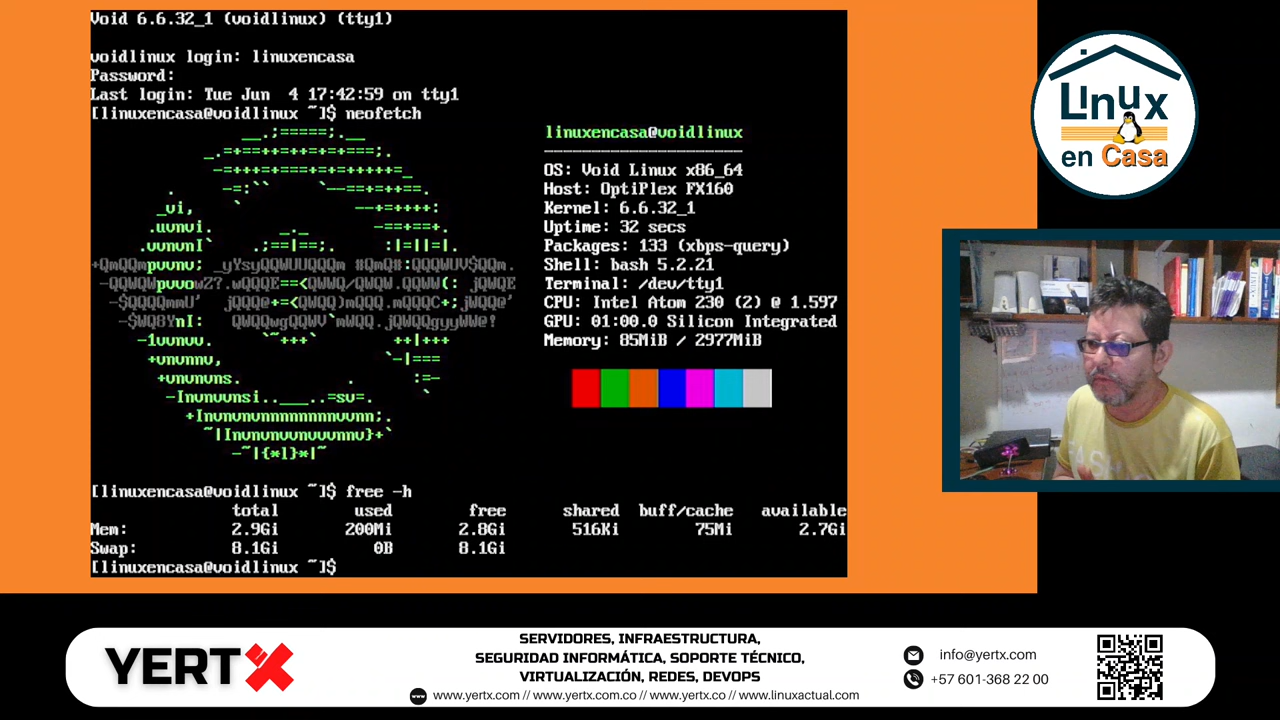 Void 6.6.32_1 (voidlinux) (tty1)
voidlinux login: linuxencasa
Password:
Last login: Tue Jun  4 17:42:59 on tty1
[linuxencasa@voidlinux ~]$ neofetch
linuxencasa@voidlinux
---------------------
OS: Void Linux x86_64
Host: OptiPlex FX160
Kernel: 6.6.32_1
Uptime: 32 secs
Packages: 133 (xbps-query)
Shell: bash 5.2.21
Terminal: /dev/tty1
CPU: Intel Atom 230 (2) @ 1.597
GPU: 01:00.0 Silicon Integrated
Memory: 85MiB / 2977MiB
[linuxencasa@voidlinux ~]$ free -h
total used free shared buff/cache available
Mem: 2.9Gi 200Mi 2.8Gi 516Ki 75Mi 2.7Gi
Swap: 8.1Gi 0B 8.1Gi
[linuxencasa@voidlinux ~]$
Linux
en Casa
YERTX
SERVIDORES, INFRAESTRUCTURA,
SEGURIDAD INFORMÁTICA, SOPORTE TÉCNICO,
VIRTUALIZACIÓN, REDES, DEVOPS
www.yertx.com // www.yertx.com.co // www.yertx.co // www.linuxactual.com
info@yertx.com
+57 601-368 22 00